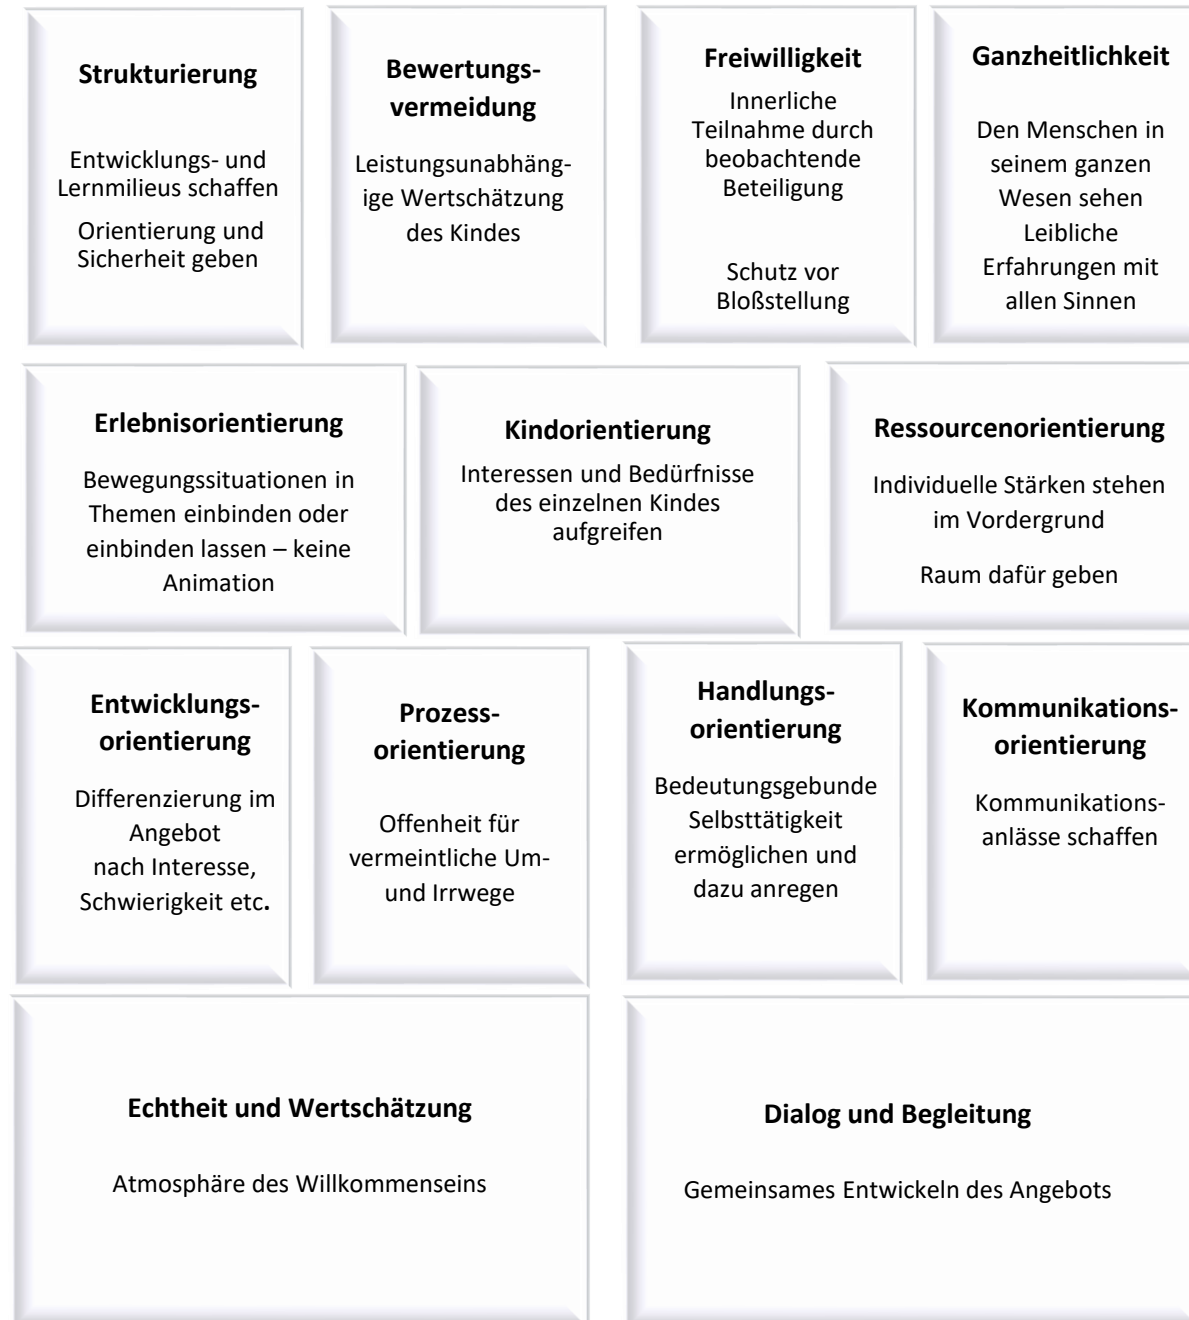 Strukturierung
Entwicklungs- und
Lernmilieus schaffen
Orientierung und
Sicherheit geben
Bewertungs-
vermeidung
Leistungsunabhäng-
ige Wertschätzung
des Kindes
Freiwilligkeit
Innerliche
Teilnahme durch
beobachtende
Beteiligung
Schutz vor
Bloßstellung
Ganzheitlichkeit
Den Menschen in
seinem ganzen
Wesen sehen
Leibliche
Erfahrungen mit
allen Sinnen
Erlebnisorientierung
Bewegungssituationen in
Themen einbinden oder
einbinden lassen – keine
Animation
Kindorientierung
Interessen und Bedürfnisse
des einzelnen Kindes
aufgreifen
Ressourcenorientierung
Individuelle Stärken stehen
im Vordergrund
Raum dafür geben
Entwicklungs-
orientierung
Differenzierung im
Angebot
nach Interesse,
Schwierigkeit etc.
Prozess-
orientierung
Offenheit für
vermeintliche Um-
und Irrwege
Handlungs-
orientierung
Bedeutungsgebunde
Selbsttätigkeit
ermöglichen und
dazu anregen
Kommunikations-
orientierung
Kommunikations-
anlässe schaffen
Echtheit und Wertschätzung
Atmosphäre des Willkommenseins
Dialog und Begleitung
Gemeinsames Entwickeln des Angebots